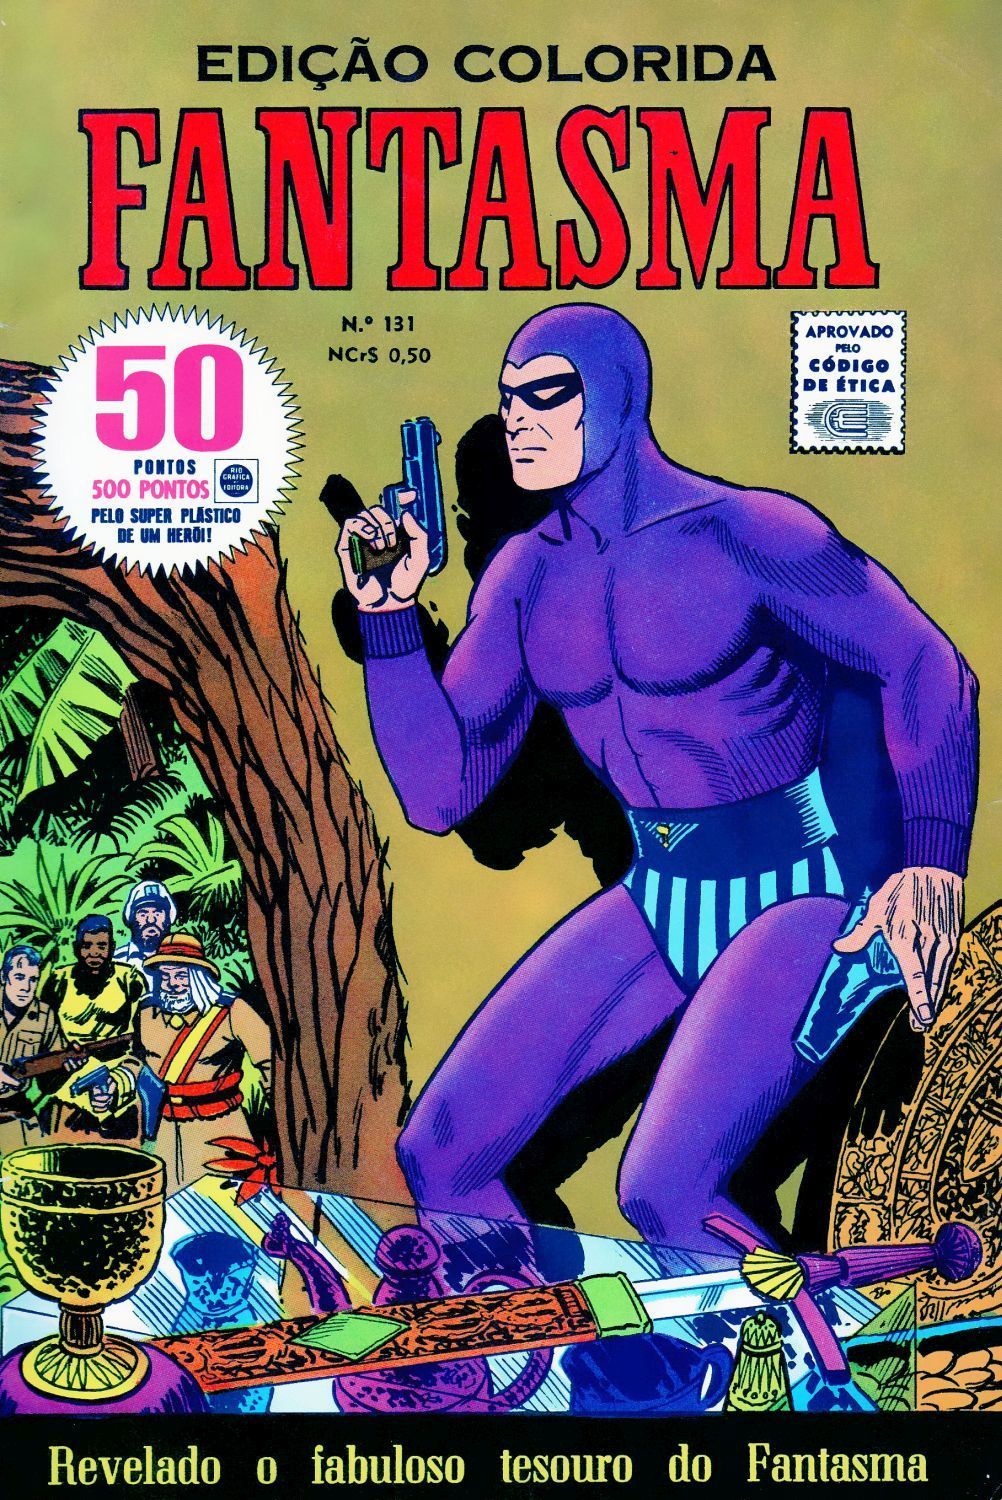 EDIÇÃO COLORIDA
FANTASMA
N.º 131
NCr$ 0,50
50
PONTOS
500 PONTOS
PELO SUPER PLÁSTICO
DE UM HERÓI!
RIO
GRÁFICA
EDITORA
APROVADO
PELO
CÓDIGO
DE ÉTICA
CE
Revelado o fabuloso tesouro do Fantasma